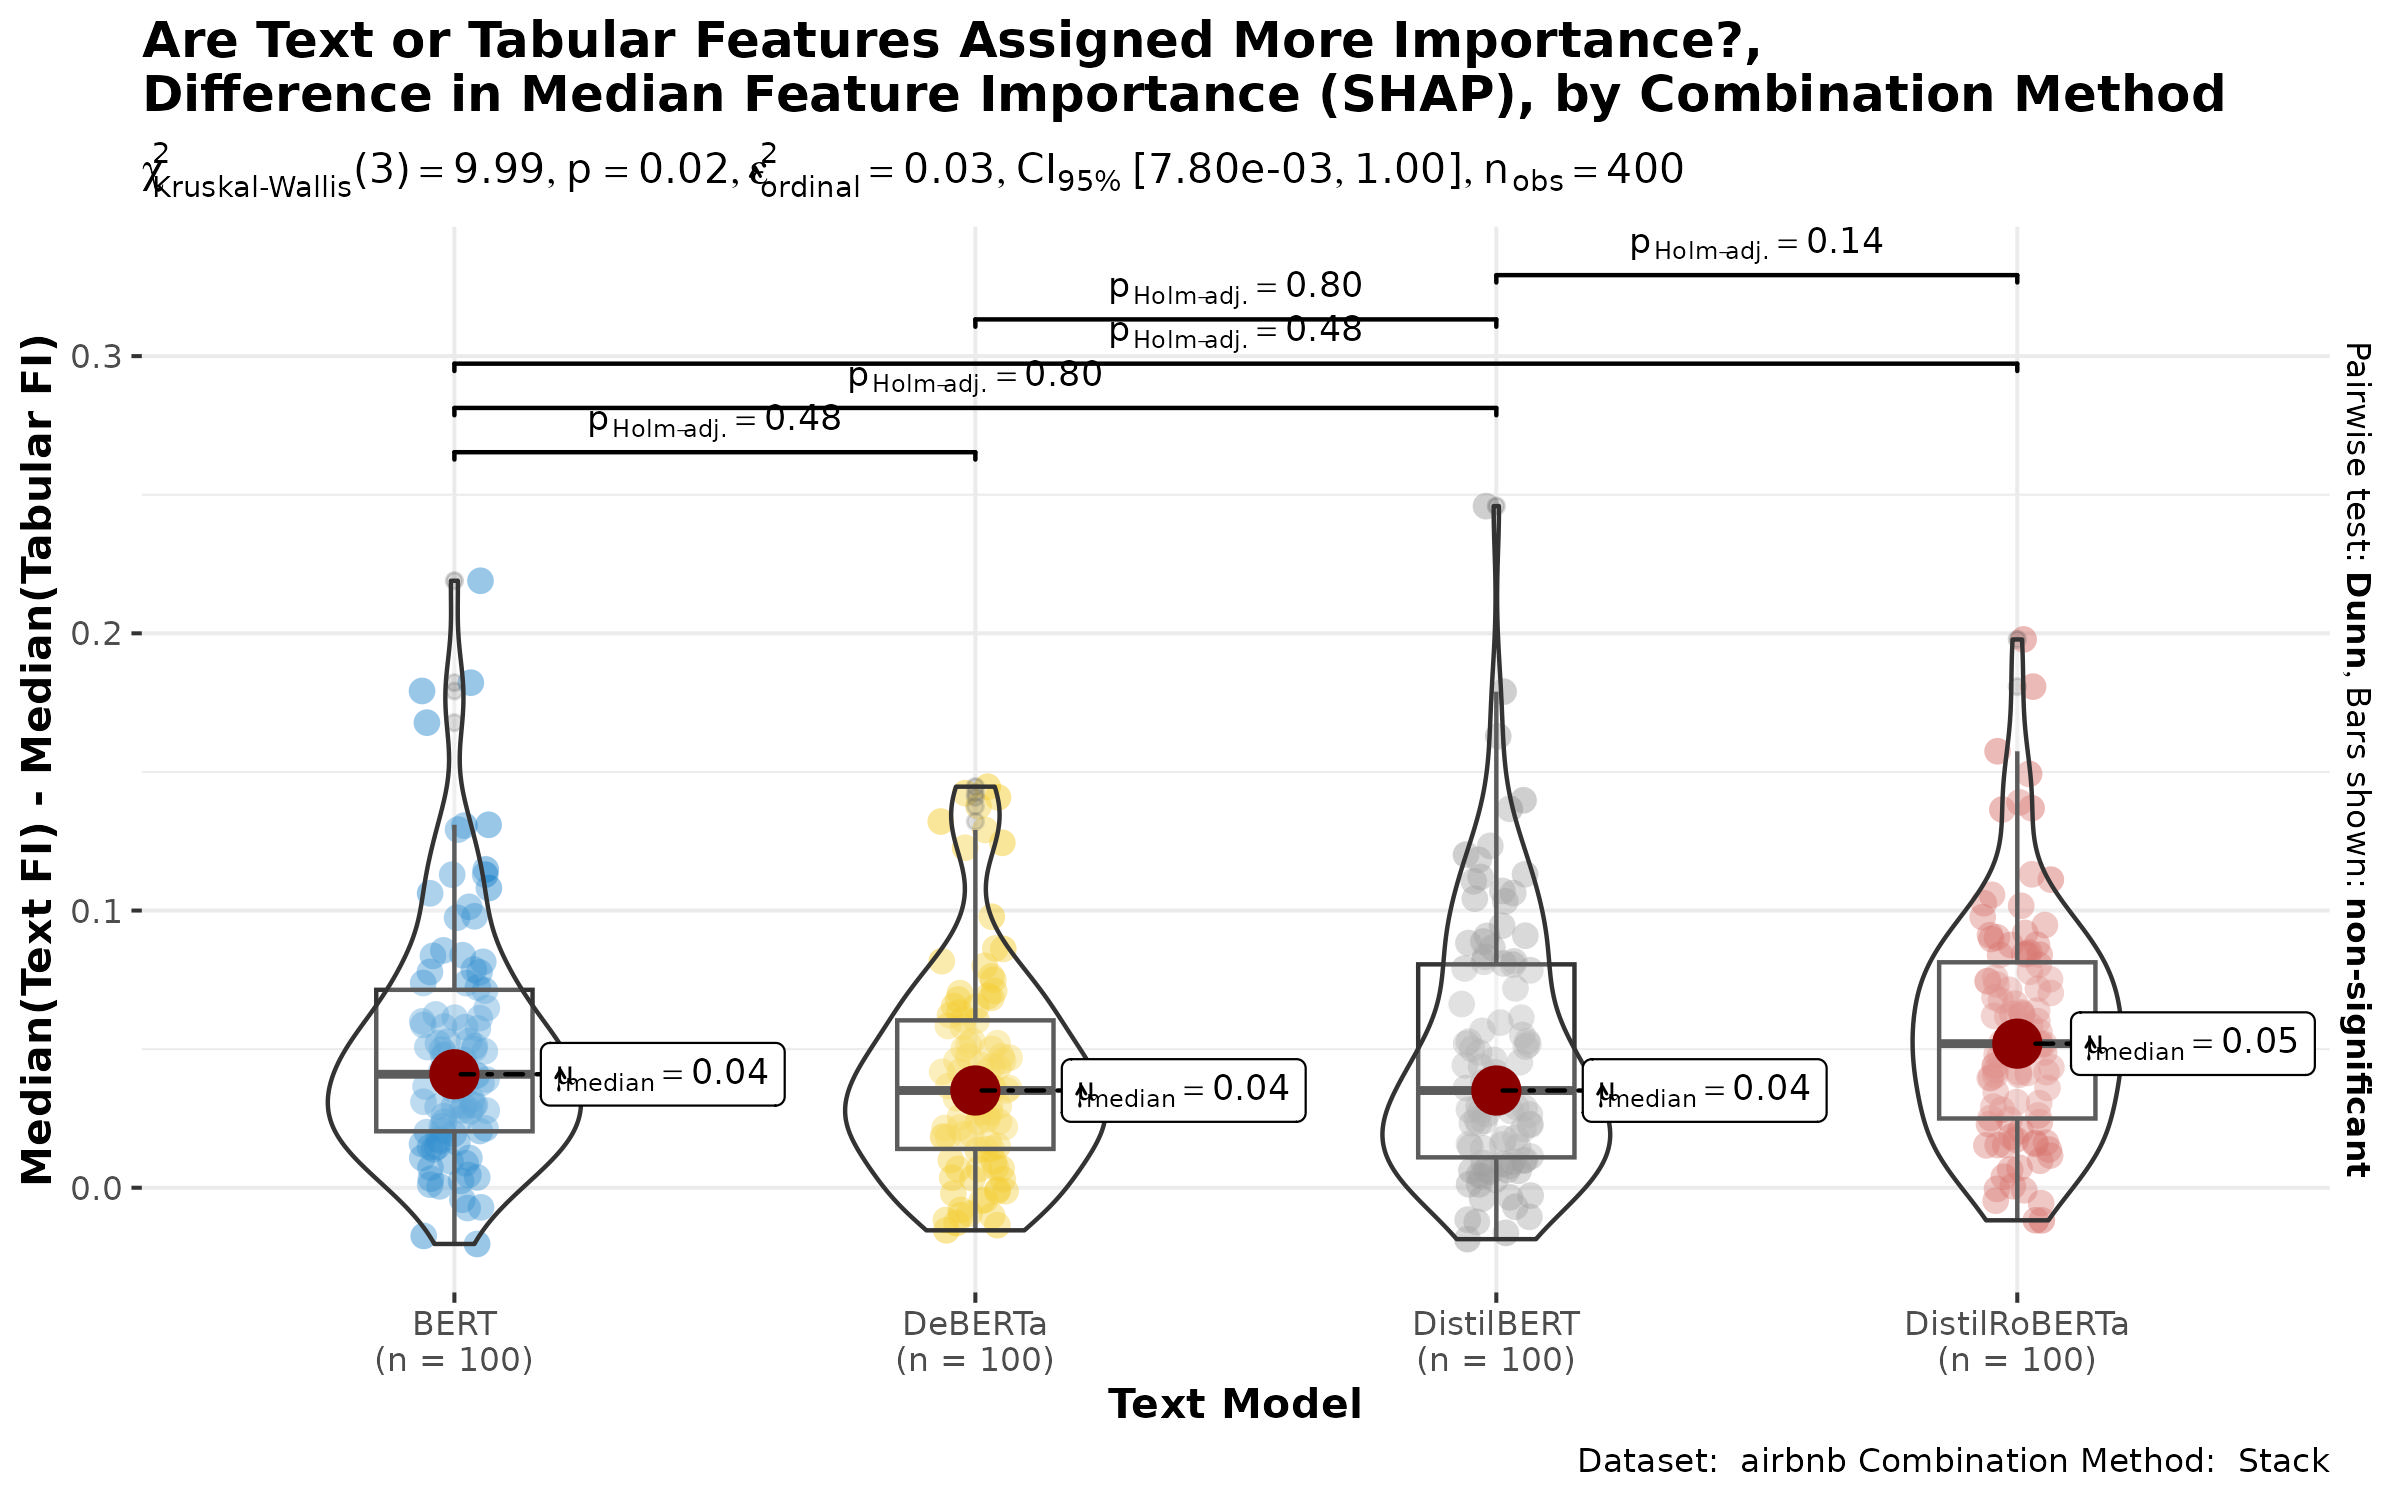 Are Text or Tabular Features Assigned More Importance?,
Difference in Median Feature Importance (SHAP), by Combination Method
χ²Kruskal-Wallis(3) = 9.99, p = 0.02, ε²ordinal = 0.03, CI95% [7.80e-03, 1.00], nobs = 400
pHolm-adj. = 0.14
pHolm-adj. = 0.80
pHolm-adj. = 0.48
pHolm-adj. = 0.80
pHolm-adj. = 0.48
Median(Text FI) - Median(Tabular FI)
0.3
0.2
0.1
0.0
μ̂median = 0.04
μ̂median = 0.04
μ̂median = 0.04
μ̂median = 0.05
Pairwise test: Dunn, Bars shown: non-significant
BERT
(n = 100)
DeBERTa
(n = 100)
DistilBERT
(n = 100)
DistilRoBERTa
(n = 100)
Text Model
Dataset: airbnb Combination Method: Stack